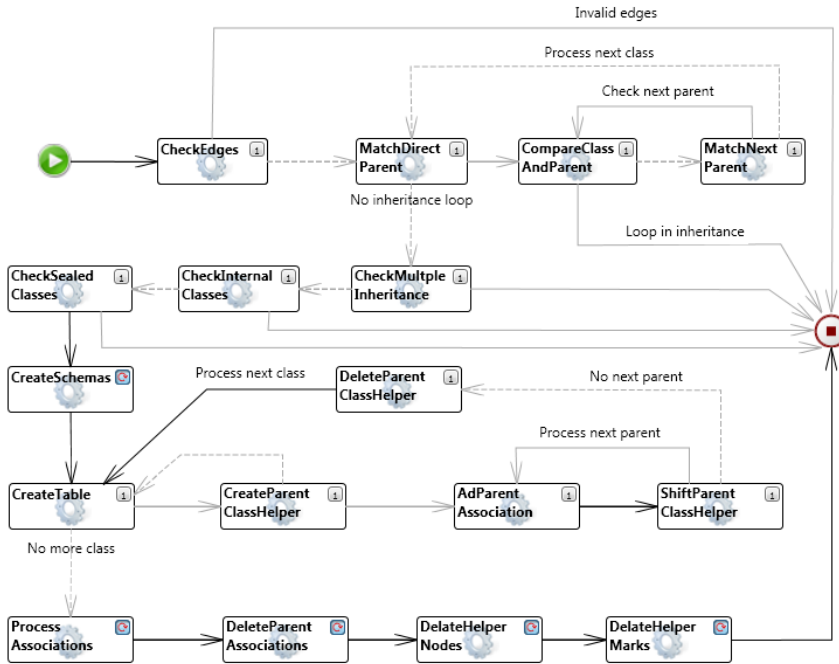 Invalid edges
Process next class
Check next parent
CheckEdges 1
MatchDirect 1
Parent
CompareClass 1
AndParent
MatchNext 1
Parent
No inheritance loop
Loop in inheritance
CheckSealed 1
Classes
CheckInternal 1
Classes
CheckMultple 1
Inheritance
CreateSchemas
Process next class
DeleteParent 1
ClassHelper
No next parent
Process next parent
CreateTable 1
CreateParent 1
ClassHelper
AdParent 1
Association
ShiftParent 1
ClassHelper
No more class
Process
Associations
DeleteParent
Associations
DelateHelper
Nodes
DelateHelper
Marks